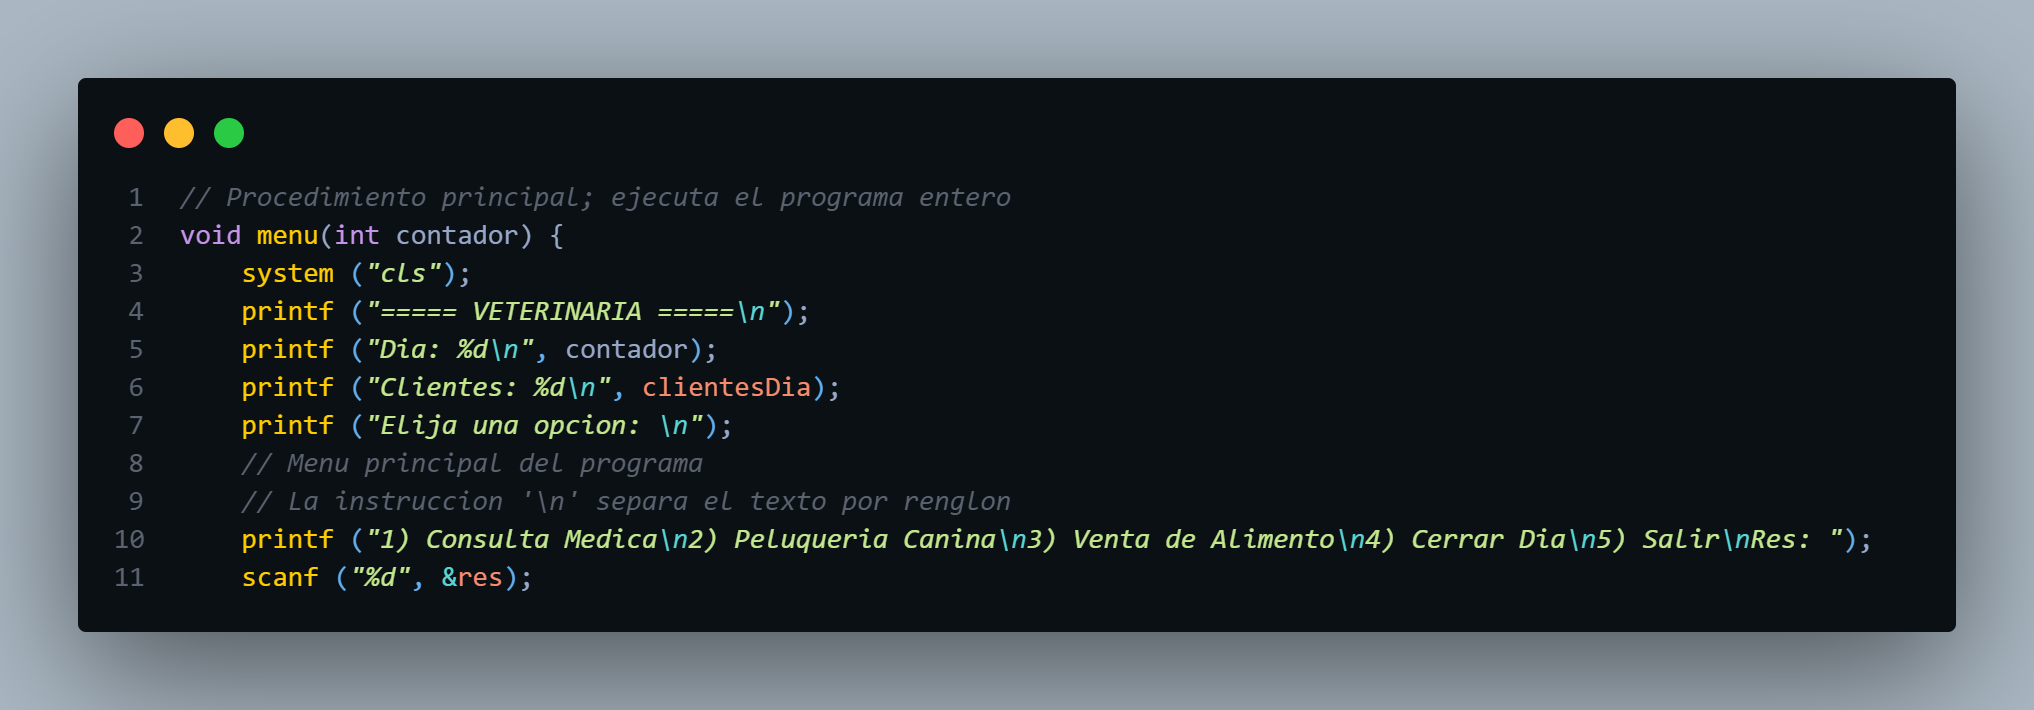 1 // Procedimiento principal; ejecuta el programa entero
2 void menu(int contador) {
3     system ("cls");
4     printf ("===== VETERINARIA =====\n");
5     printf ("Dia: %d\n", contador);
6     printf ("Clientes: %d\n", clientesDia);
7     printf ("Elija una opcion: \n");
8     // Menu principal del programa
9     // La instruccion '\n' separa el texto por renglon
10     printf ("1) Consulta Medica\n2) Peluqueria Canina\n3) Venta de Alimento\n4) Cerrar Dia\n5) Salir\nRes: ");
11     scanf ("%d", &res);